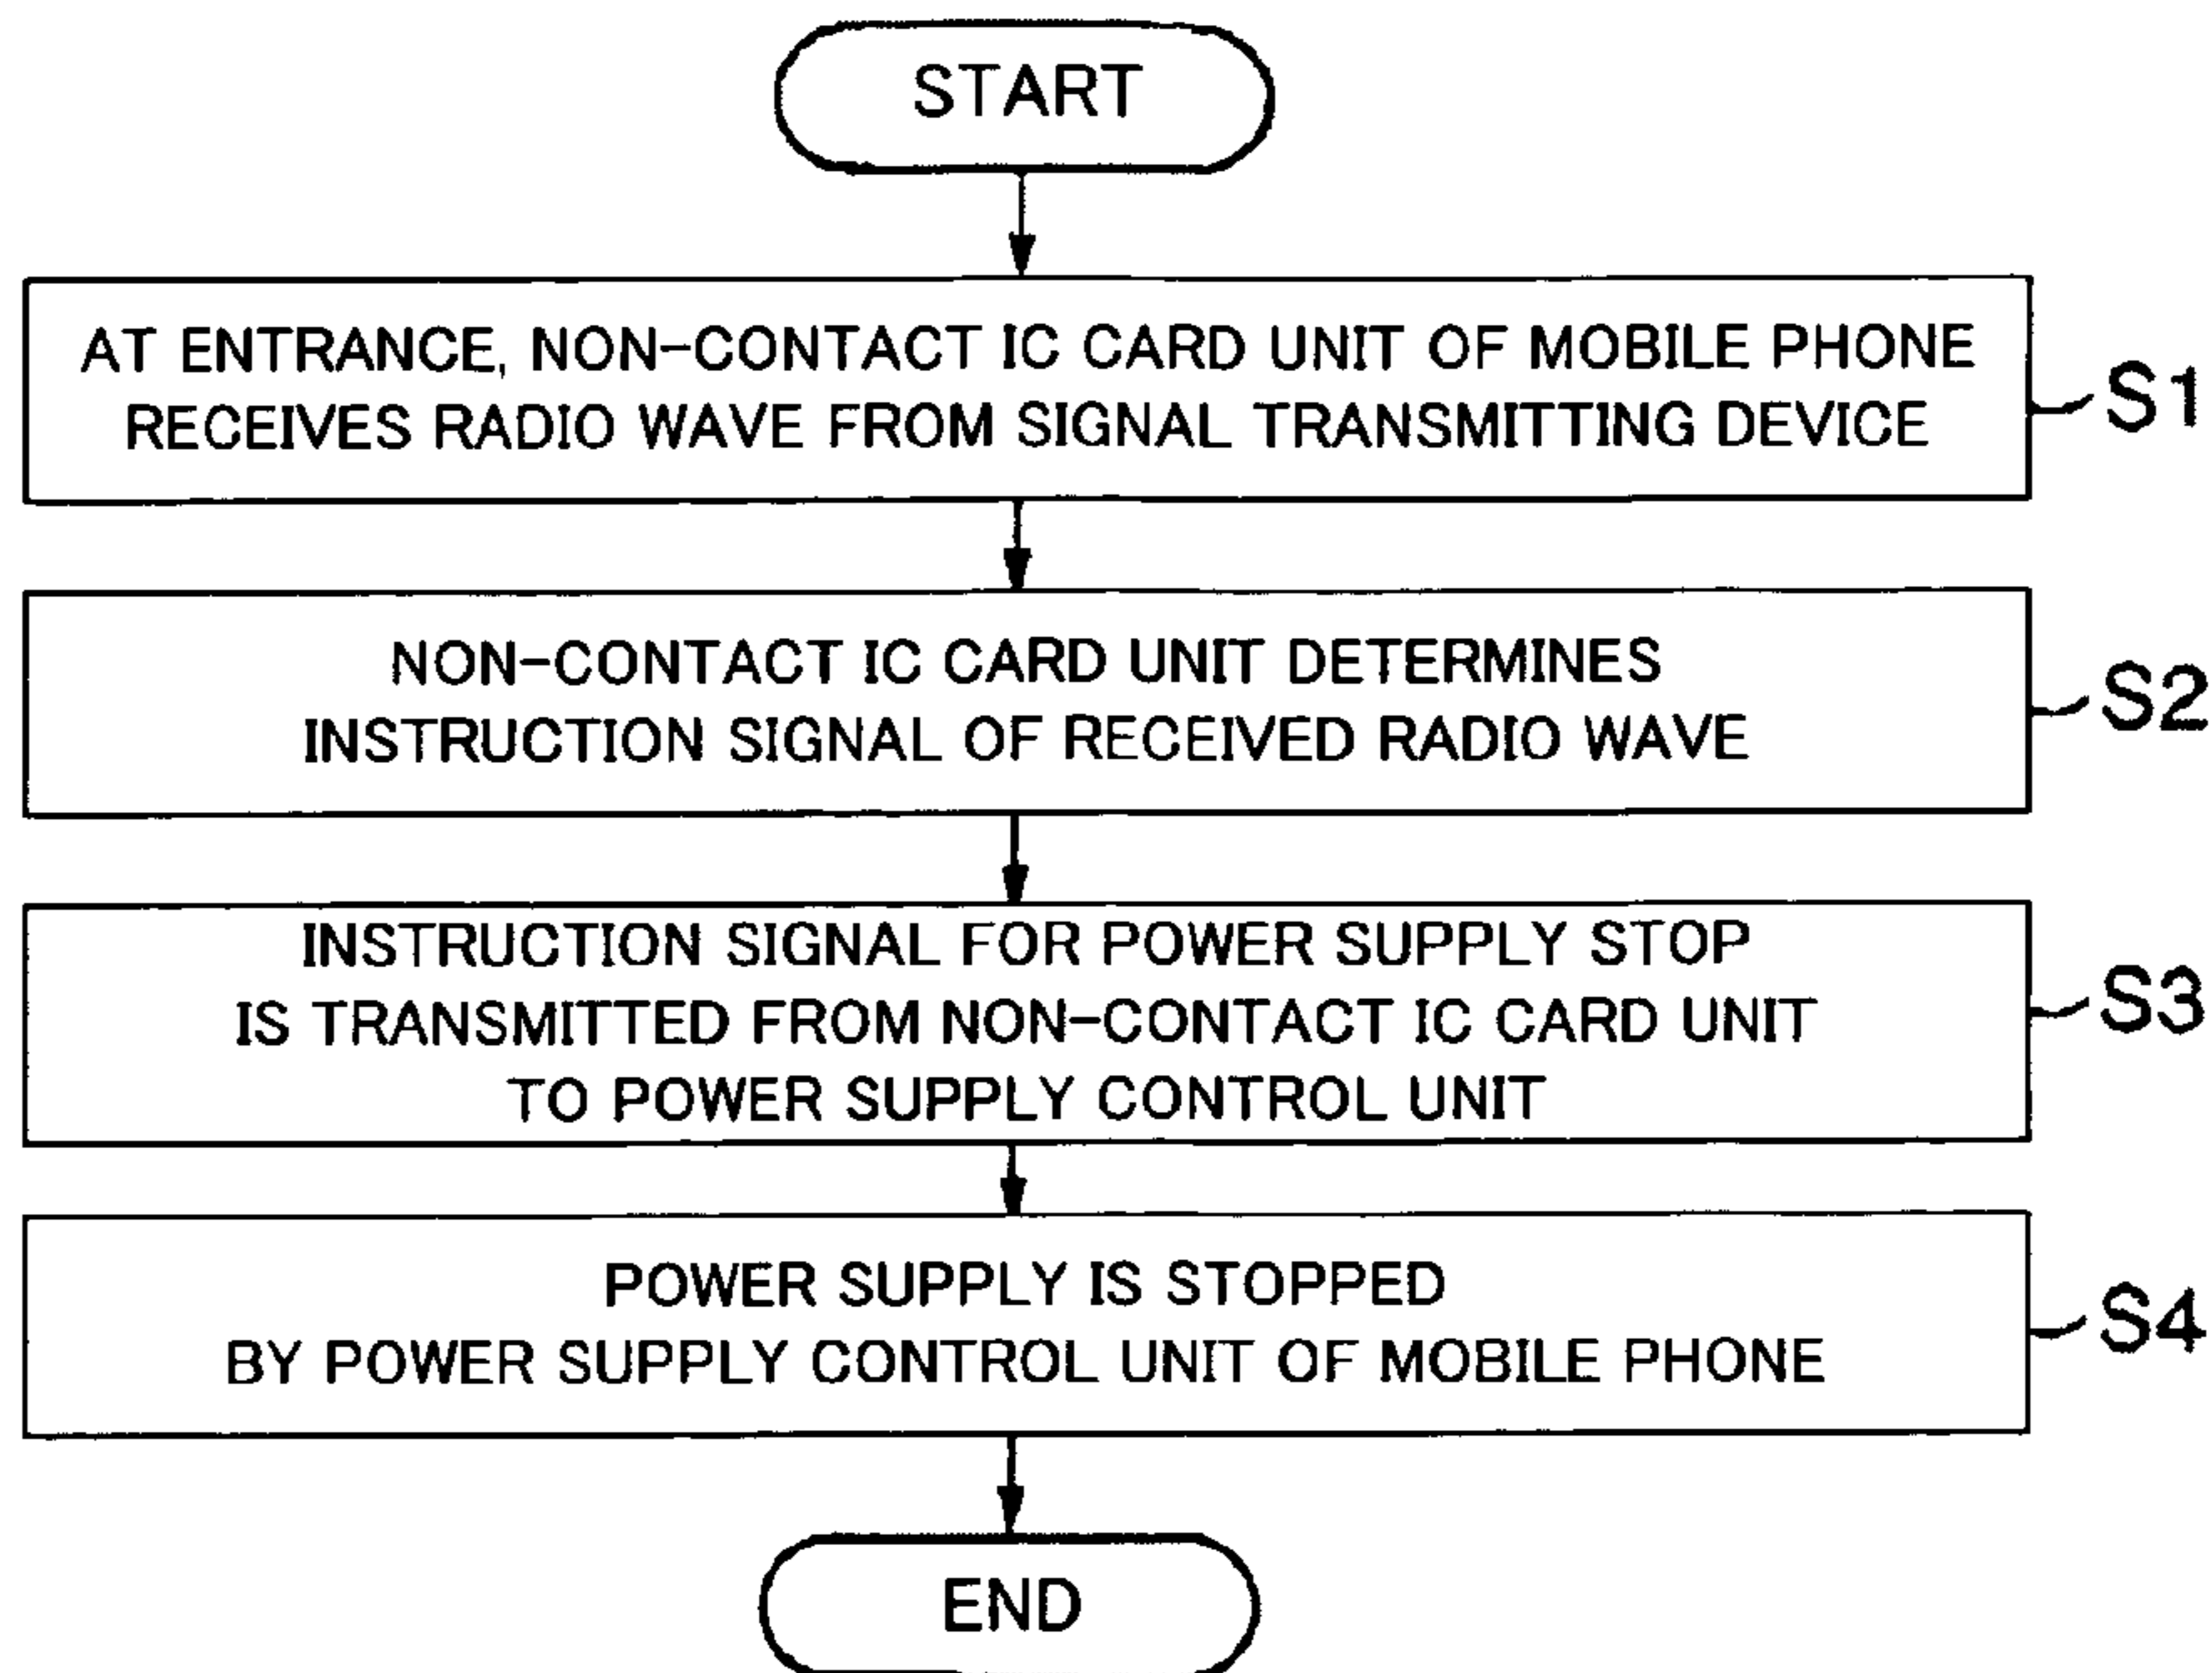 START
AT ENTRANCE, NON-CONTACT IC CARD UNIT OF MOBILE PHONE
RECEIVES RADIO WAVE FROM SIGNAL TRANSMITTING DEVICE
S1
NON-CONTACT IC CARD UNIT DETERMINES
INSTRUCTION SIGNAL OF RECEIVED RADIO WAVE
S2
INSTRUCTION SIGNAL FOR POWER SUPPLY STOP
IS TRANSMITTED FROM NON-CONTACT IC CARD UNIT
TO POWER SUPPLY CONTROL UNIT
S3
POWER SUPPLY IS STOPPED
BY POWER SUPPLY CONTROL UNIT OF MOBILE PHONE
S4
END